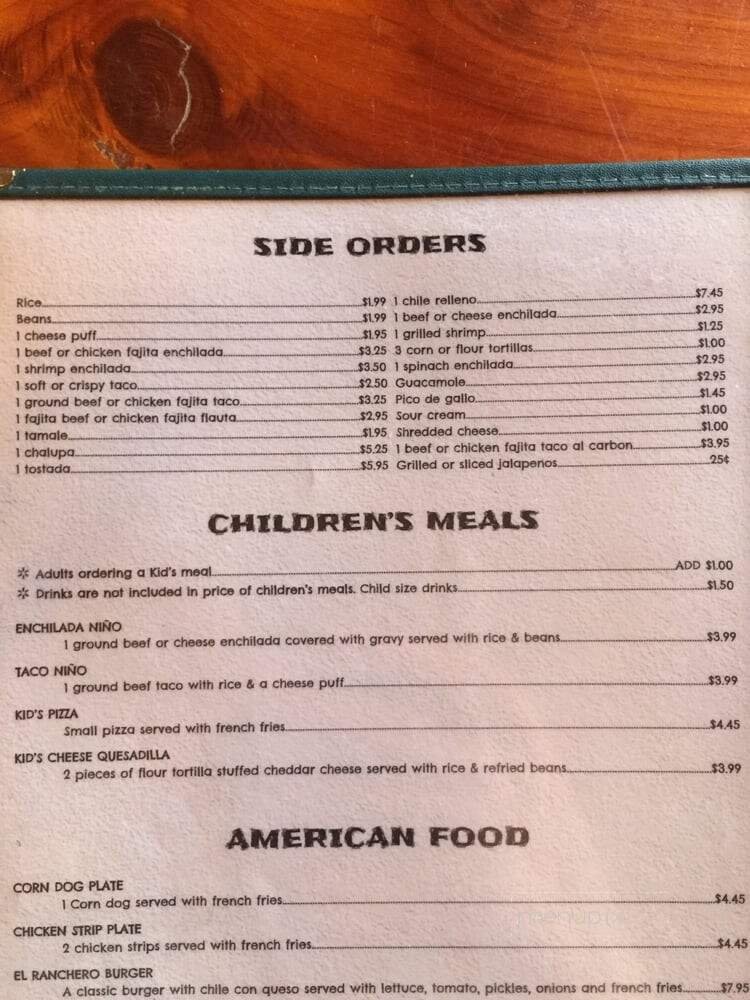 SIDE ORDERS
Rice $1.99
Beans $1.99
1 cheese puff $1.95
1 beef or chicken fajita enchilada $3.25
1 shrimp enchilada $3.50
1 soft or crispy taco $2.50
1 ground beef or chicken fajita taco $3.25
1 fajita beef or chicken fajita flauta $2.95
1 tamale $1.95
1 chalupa $5.25
1 tostada $5.95
1 chile relleno $7.45
1 beef or cheese enchilada $2.95
1 grilled shrimp $1.25
3 corn or flour tortillas $1.00
1 spinach enchilada $2.95
Guacamole $2.95
Pico de gallo $1.45
Sour cream $1.00
Shredded cheese $1.00
1 beef or chicken fajita taco al carbon $3.95
Grilled or sliced jalapenos 25¢
CHILDREN'S MEALS
✲ Adults ordering a Kid's meal ADD $1.00
✲ Drinks are not included in price of children's meals. Child size drinks $1.50
ENCHILADA NIÑO
1 ground beef or cheese enchilada covered with gravy served with rice & beans $3.99
TACO NIÑO
1 ground beef taco with rice & a cheese puff $3.99
KID'S PIZZA
Small pizza served with french fries $4.45
KID'S CHEESE QUESADILLA
2 pieces of flour tortilla stuffed cheddar cheese served with rice & refried beans $3.99
AMERICAN FOOD
CORN DOG PLATE
1 Corn dog served with french fries $4.45
CHICKEN STRIP PLATE
2 chicken strips served with french fries $4.45
EL RANCHERO BURGER
A classic burger with chile con queso served with lettuce, tomato, pickles, onions and french fries $7.95